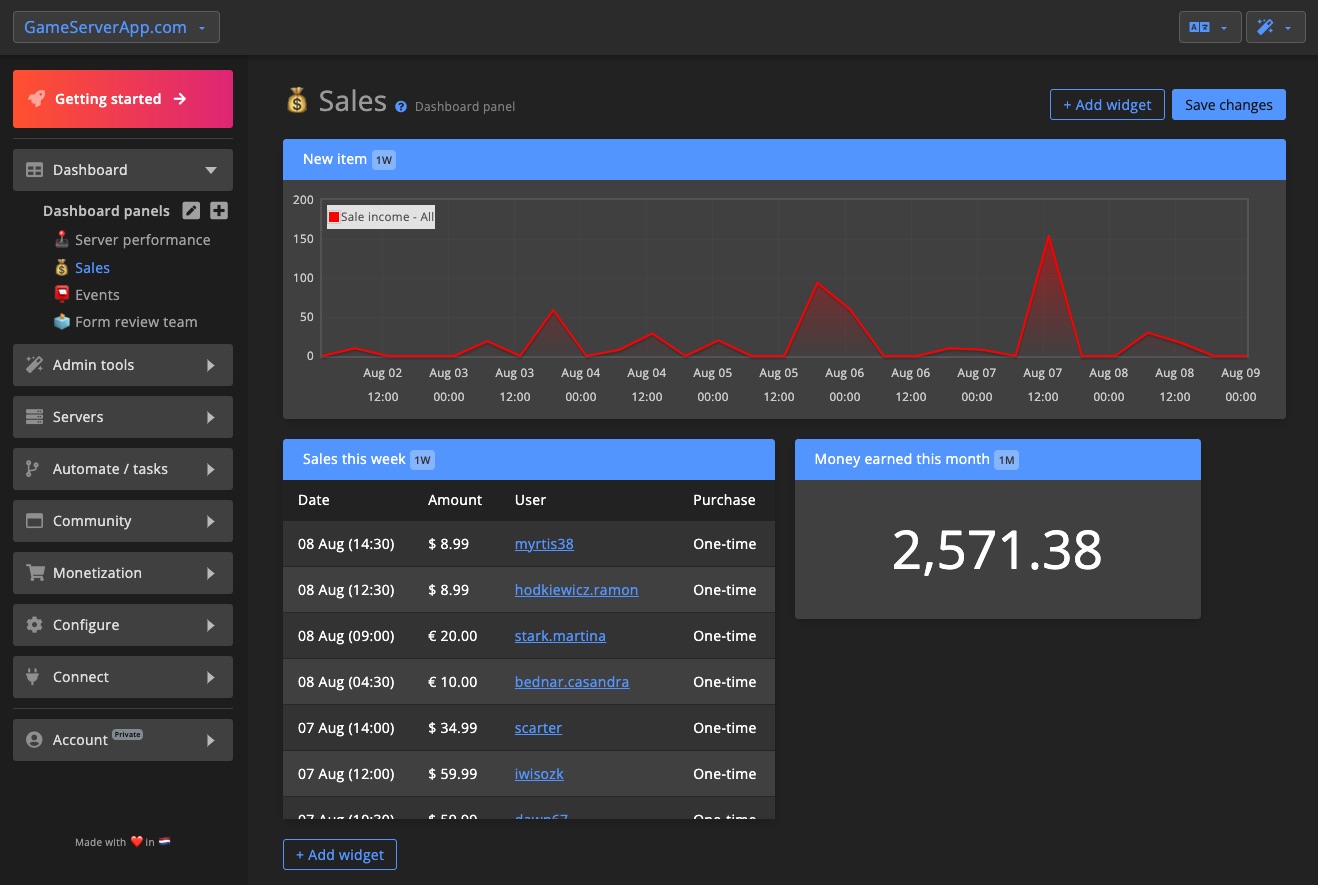 GameServerApp.com
Getting started
Dashboard
Dashboard panels
Server performance
Sales
Events
Form review team
Admin tools
Servers
Automate / tasks
Community
Monetization
Configure
Connect
Account Private
Made with ❤️ in 🇳🇱
Sales Dashboard panel
+ Add widget
Save changes
New item 1W
200
150
100
50
0
Sale income - All
Aug 02 Aug 03 Aug 03 Aug 04 Aug 04 Aug 05 Aug 05 Aug 06 Aug 06 Aug 07 Aug 07 Aug 08 Aug 08 Aug 09
12:00 00:00 12:00 00:00 12:00 00:00 12:00 00:00 12:00 00:00 12:00 00:00 12:00 00:00
Sales this week 1W
Date Amount User Purchase
08 Aug (14:30) $ 8.99 myrtis38 One-time
08 Aug (12:30) $ 8.99 hodkiewicz.ramon One-time
08 Aug (09:00) € 20.00 stark.martina One-time
08 Aug (04:30) € 10.00 bednar.casandra One-time
07 Aug (14:00) $ 34.99 scarter One-time
07 Aug (12:00) $ 59.99 iwisozk One-time
Money earned this month 1M
2,571.38
+ Add widget